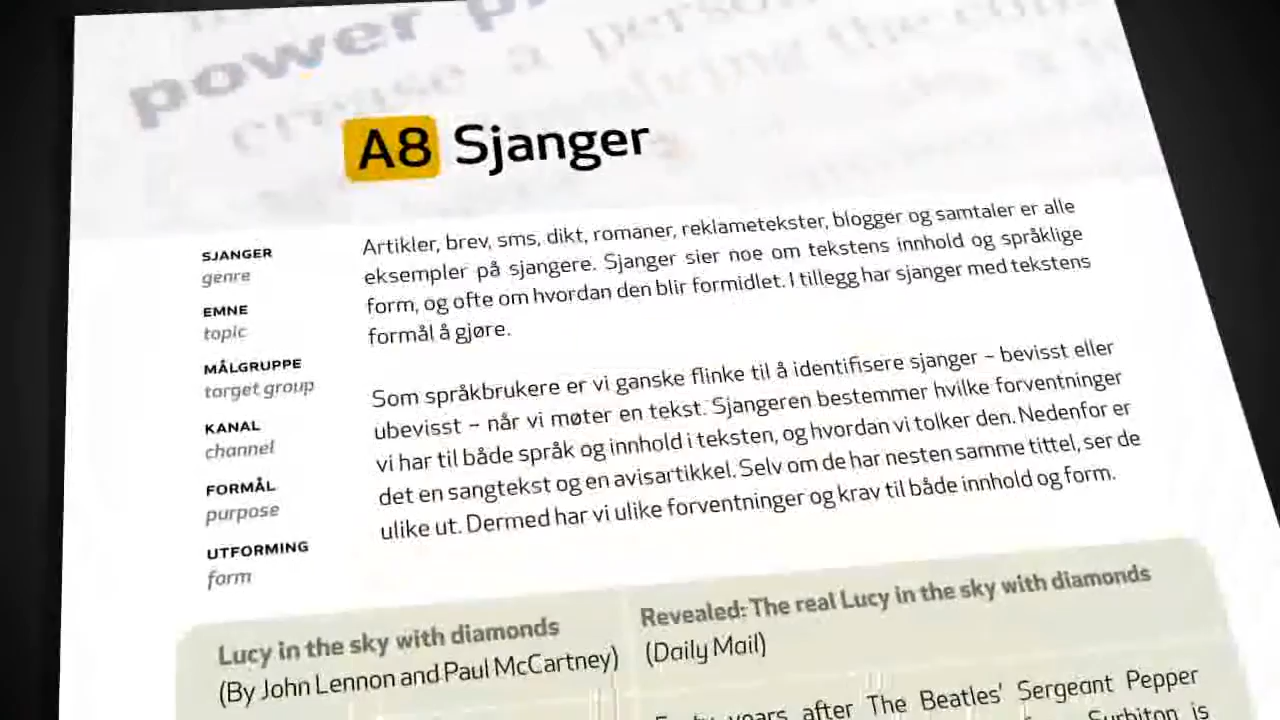 power
crease a person
A8 Sjanger
SJANGER
genre
EMNE
topic
MÅLGRUPPE
target group
KANAL
channel
FORMÅL
purpose
UTFORMING
form
Artikler, brev, sms, dikt, romaner, reklametekster, blogger og samtaler er alle
eksempler på sjangere. Sjanger sier noe om tekstens innhold og språklige
form, og ofte om hvordan den blir formidlet. I tillegg har sjanger med tekstens
formål å gjøre.
Som språkbrukere er vi ganske flinke til å identifisere sjanger – bevisst eller
ubevisst – når vi møter en tekst. Sjangeren bestemmer hvilke forventninger
vi har til både språk og innhold i teksten, og hvordan vi tolker den. Nedenfor er
det en sangtekst og en avisartikkel. Selv om de har nesten samme tittel, ser de
ulike ut. Dermed har vi ulike forventninger og krav til både innhold og form.
Lucy in the sky with diamonds
(By John Lennon and Paul McCartney)
Revealed: The real Lucy in the sky with diamonds
(Daily Mail)
years after The Beatles' Sergeant Pepper
Surbiton is